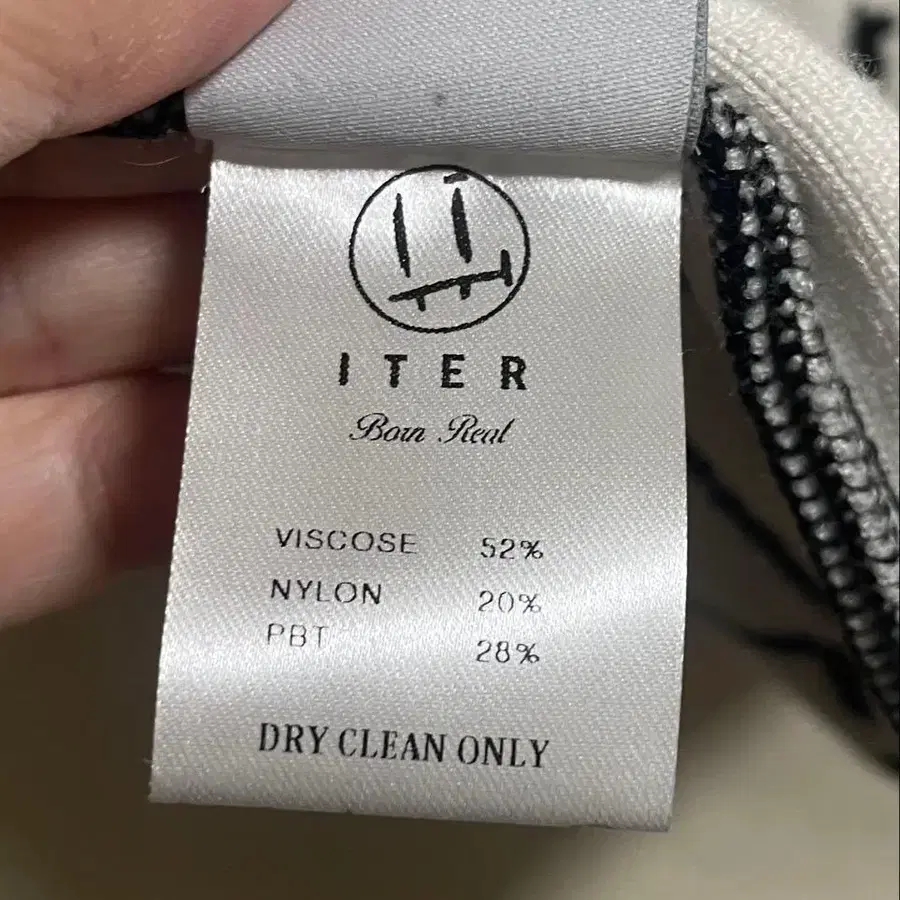 ITER
Born Real
VISCOSE 52%
NYLON 20%
PBT 28%
DRY CLEAN ONLY